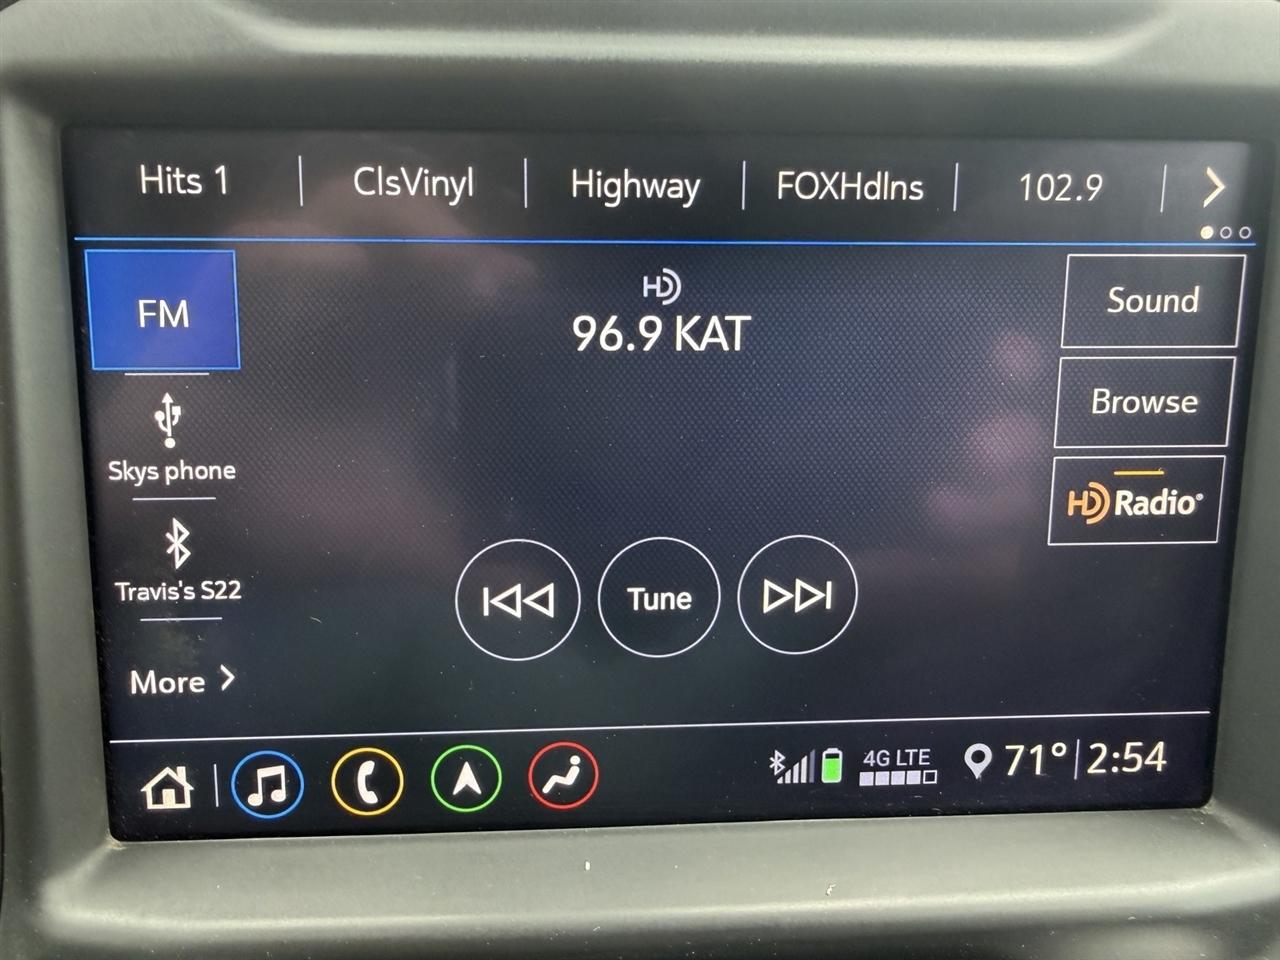 Hits 1
ClsVinyl
Highway
FOXHdlns
102.9
FM
HD
96.9 KAT
Sound
Browse
HD Radio®
Skys phone
Travis's S22
More
Tune
4G LTE
71°
2:54